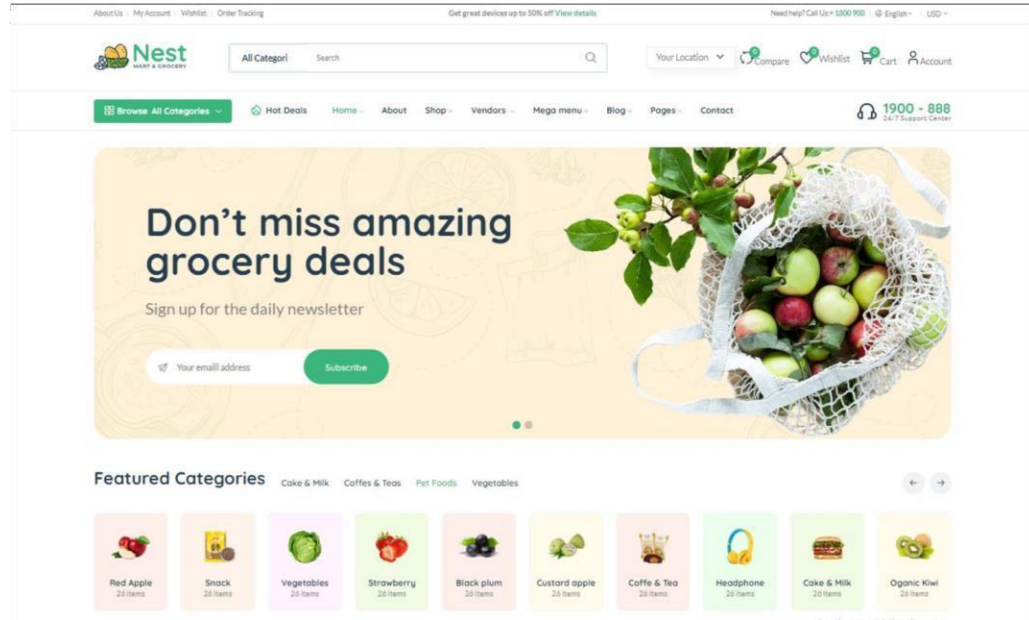 About Us My Account Wishlist Order Tracking
Get great devices up to 50% off View details
Need help? Call Us: + 1800 900 English USD
Nest
MART & GROCERY
All Categori Search
Your Location
0 Compare
0 Wishlist
0 Cart
Account
Browse All Categories
Hot Deals Home About Shop Vendors Mega menu Blog Pages Contact
1900 - 888
24/7 Support Center
Don't miss amazing
grocery deals
Sign up for the daily newsletter
Your emaill address Subscribe
Featured Categories Cake & Milk Coffes & Teas Pet Foods Vegetables
Red Apple Snack Vegetables Strawberry Black plum Custard apple Coffe & Tea Headphone Cake & Milk Oganic Kiwi
26 items 26 items 26 items 26 items 26 items 26 items 26 items 26 items 26 items 26 items